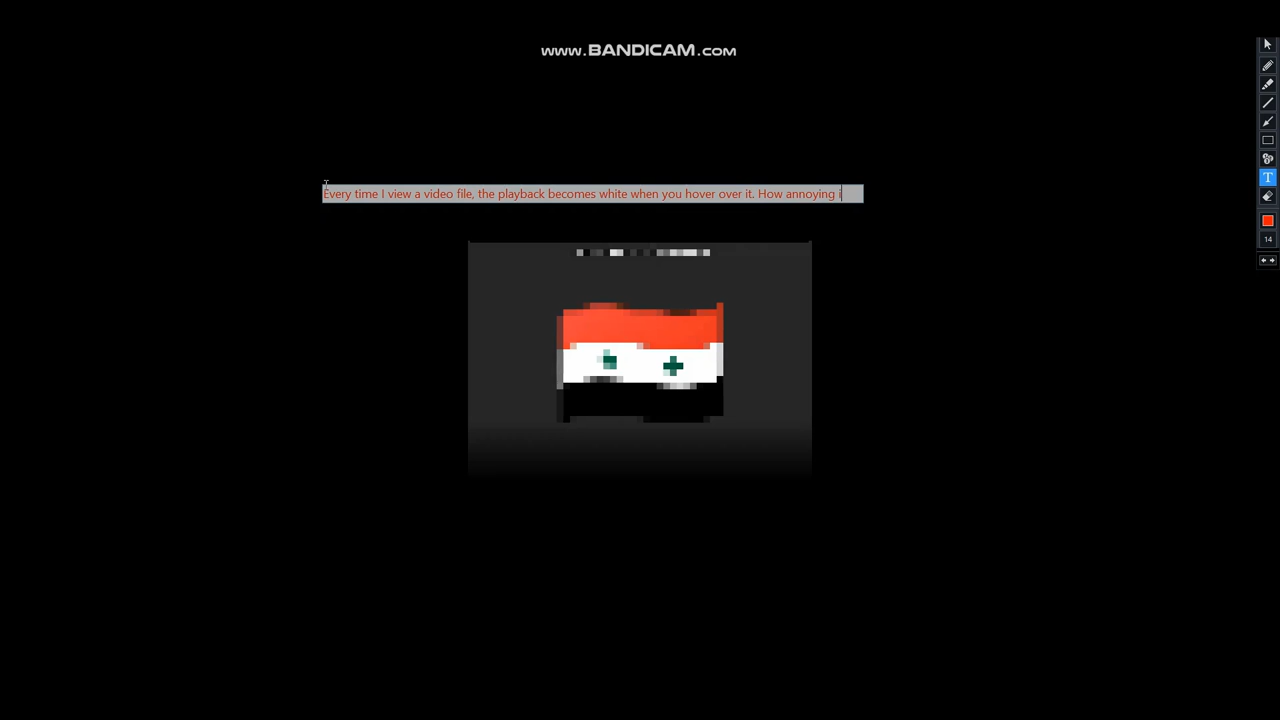 www.BANDICAM.com
Every time I view a video file, the playback becomes white when you hover over it. How annoying i
T
14